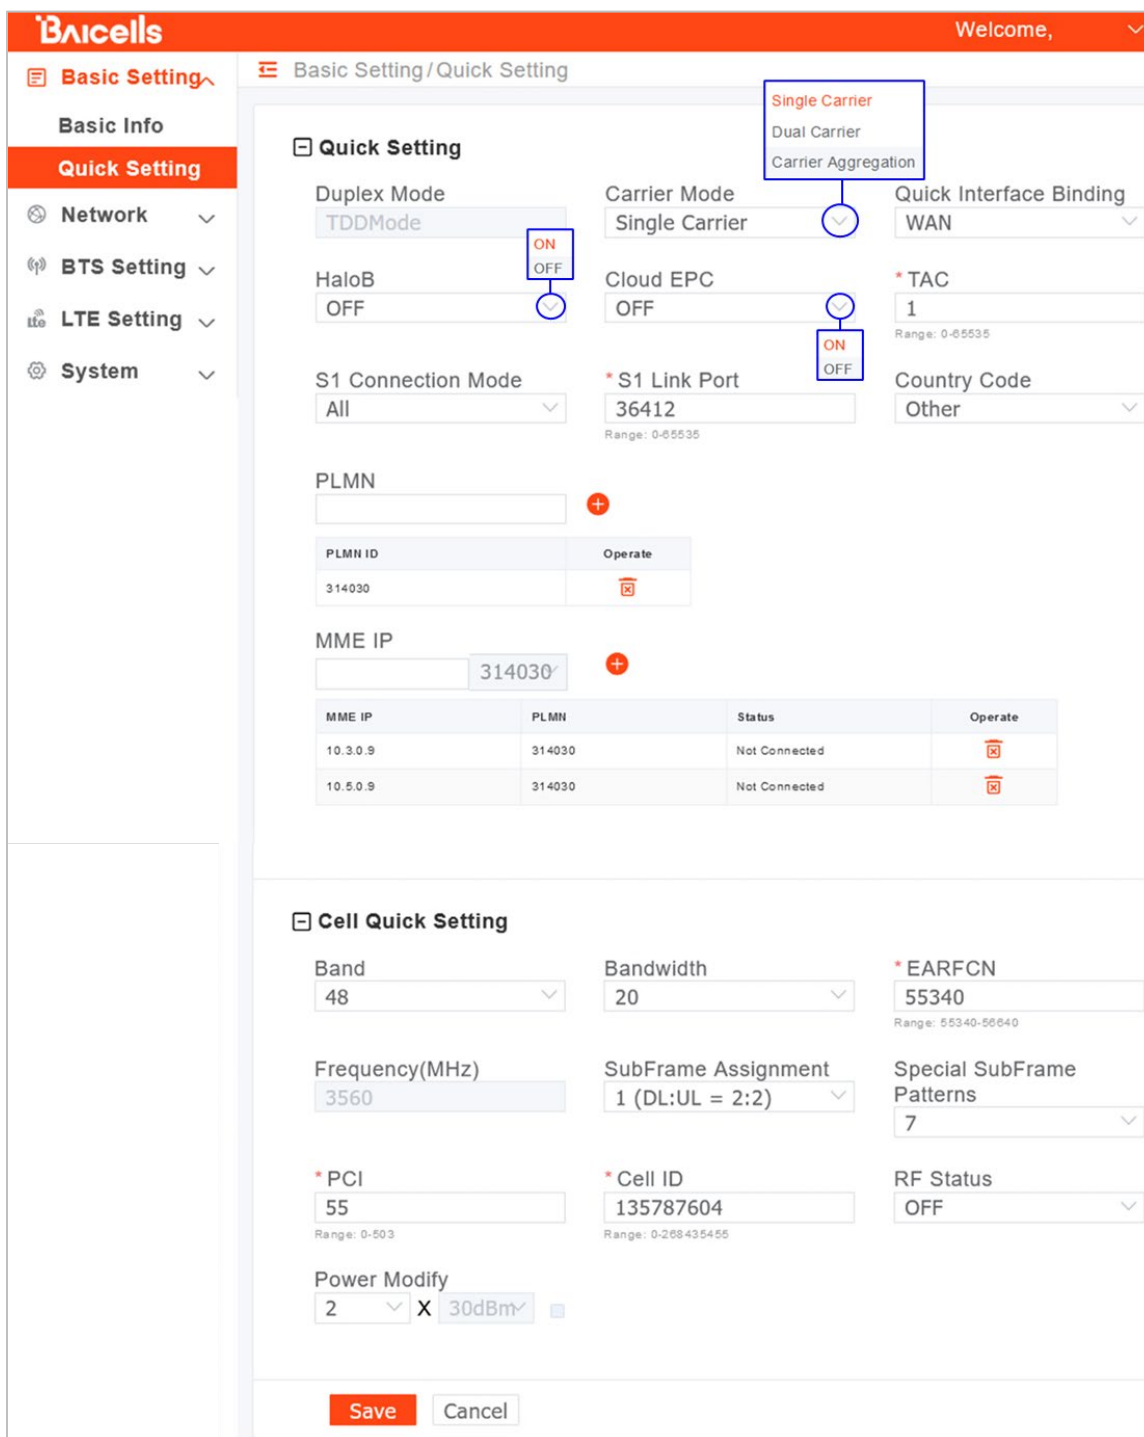 BAIcells
Welcome,
Basic Setting
Basic Setting/Quick Setting
Basic Info
Quick Setting
Network
BTS Setting
LTE Setting
System
Single Carrier
Dual Carrier
Carrier Aggregation
Quick Setting
Duplex Mode
TDDMode
Carrier Mode
Single Carrier
Quick Interface Binding
WAN
ON
OFF
HaloB
OFF
Cloud EPC
OFF
* TAC
1
Range: 0-65535
ON
OFF
S1 Connection Mode
All
* S1 Link Port
36412
Range: 0-65535
Country Code
Other
PLMN
PLMN ID Operate
314030
MME IP
314030
MME IP PLMN Status Operate
10.3.0.9 314030 Not Connected
10.5.0.9 314030 Not Connected
Cell Quick Setting
Band
48
Bandwidth
20
* EARFCN
55340
Range: 55340-56640
Frequency(MHz)
3560
SubFrame Assignment
1 (DL:UL = 2:2)
Special SubFrame
Patterns
7
* PCI
55
Range: 0-503
* Cell ID
135787604
Range: 0-268435455
RF Status
OFF
Power Modify
2 X 30dBm
Save Cancel